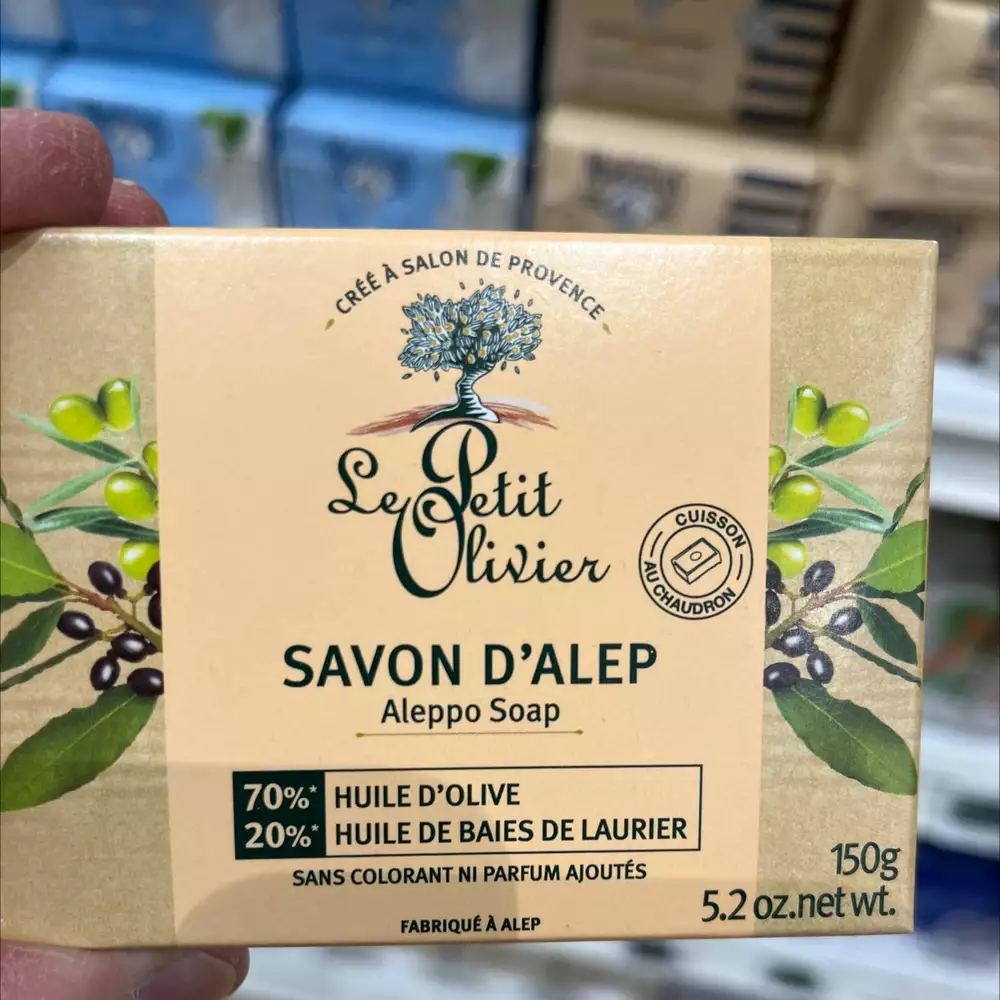 CRÉÉ À SALON DE PROVENCE
Le Petit
Olivier
CUISSON
AU CHAUDRON
SAVON D'ALEP
Aleppo Soap
70%* HUILE D'OLIVE
20%* HUILE DE BAIES DE LAURIER
SANS COLORANT NI PARFUM AJOUTÉS
FABRIQUÉ À ALEP
150g
5.2 oz.net wt.